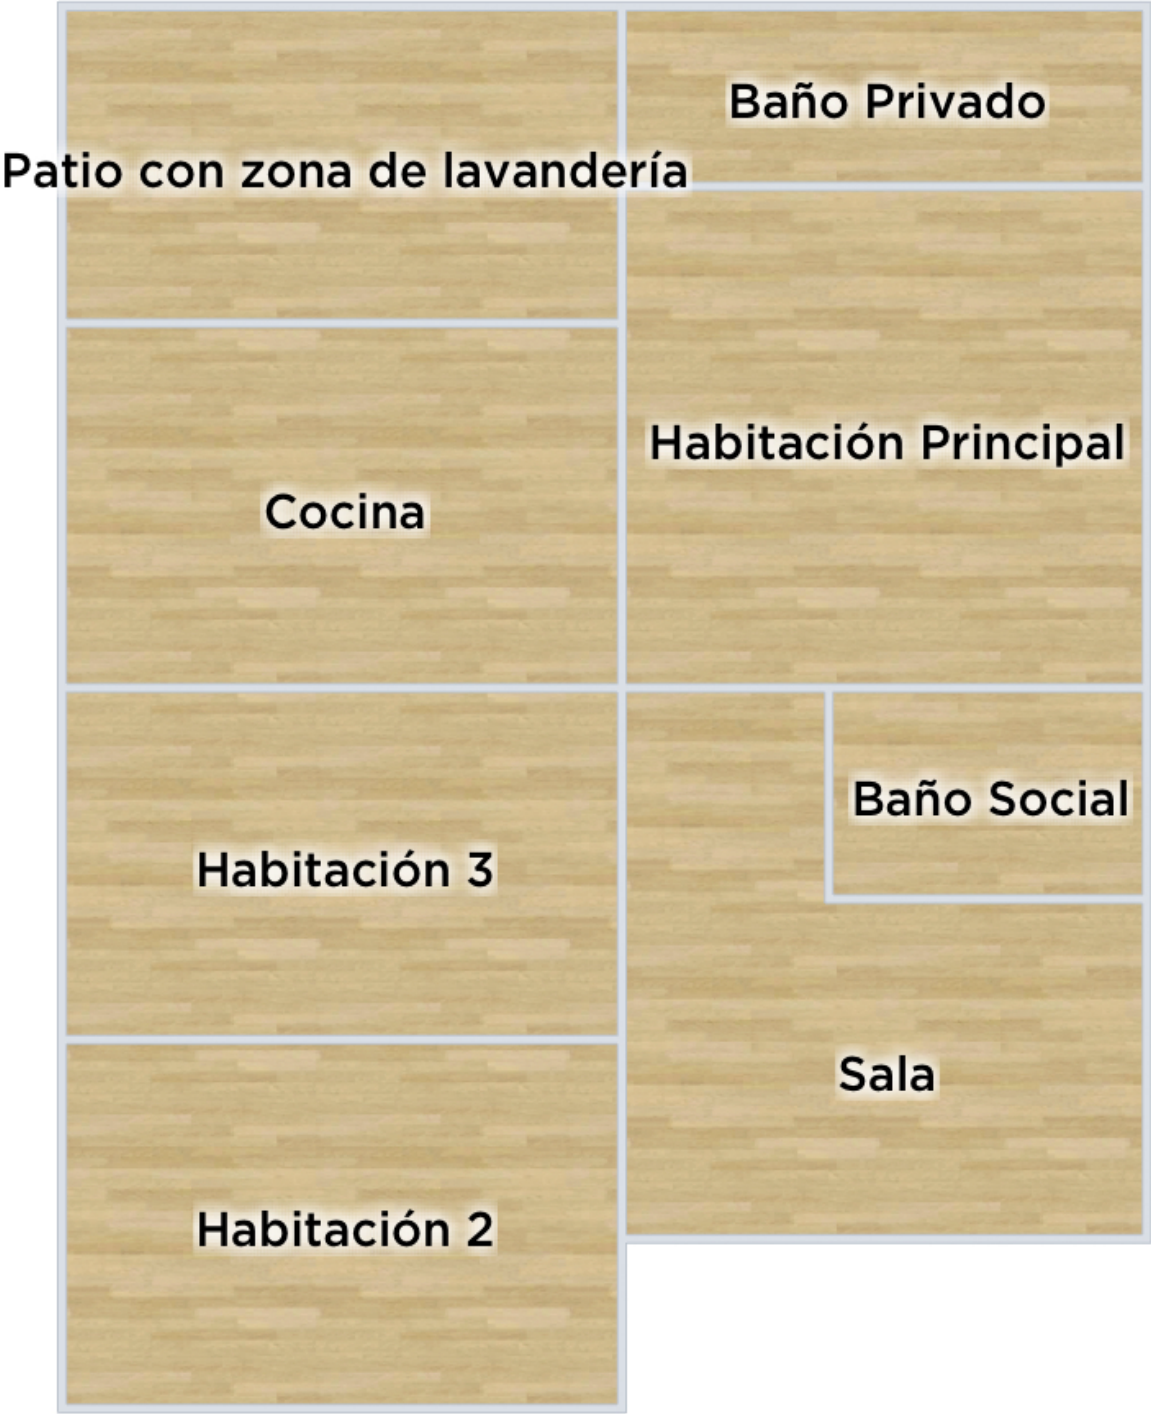 Baño Privado
Patio con zona de lavandería
Habitación Principal
Cocina
Baño Social
Habitación 3
Sala
Habitación 2